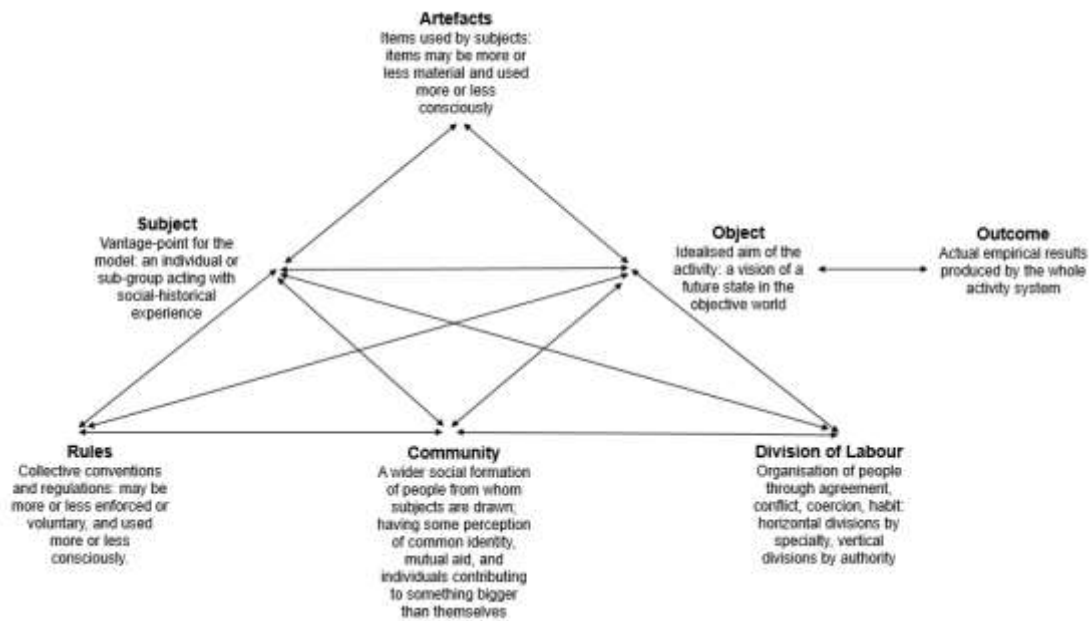 Artefacts
Items used by subjects:
items may be more or
less material and used
more or less
consciously
Subject
Vantage-point for the
model: an individual or
sub-group acting with
social-historical
experience
Object
Idealised aim of the
activity: a vision of a
future state in the
objective world
Outcome
Actual empirical results
produced by the whole
activity system
Rules
Collective conventions
and regulations: may be
more or less enforced or
voluntary, and used
more or less
consciously.
Community
A wider social formation
of people from whom
subjects are drawn;
having some perception
of common identity,
mutual aid, and
individuals contributing
to something bigger
than themselves
Division of Labour
Organisation of people
through agreement,
conflict, coercion, habit:
horizontal divisions by
specialty, vertical
divisions by authority